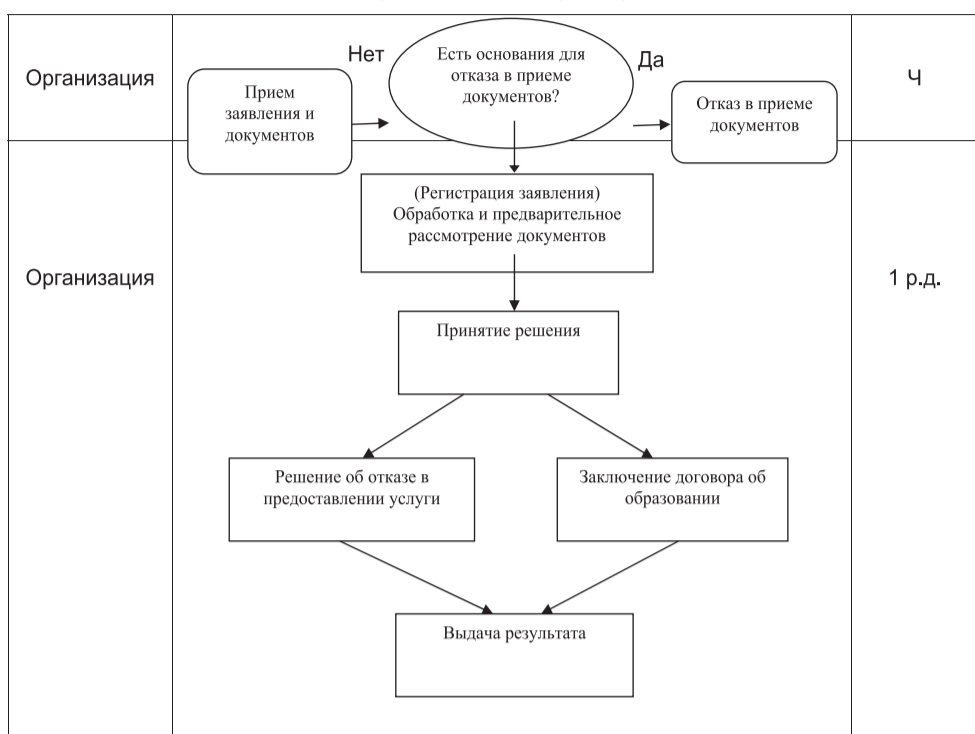 Организация
Прием
заявления и
документов
Нет
Есть основания для
отказа в приеме
документов?
Да
Отказ в приеме
документов
Ч
Организация
(Регистрация заявления)
Обработка и предварительное
рассмотрение документов
1 р.д.
Принятие решения
Решение об отказе в
предоставлении услуги
Заключение договора об
образовании
Выдача результата